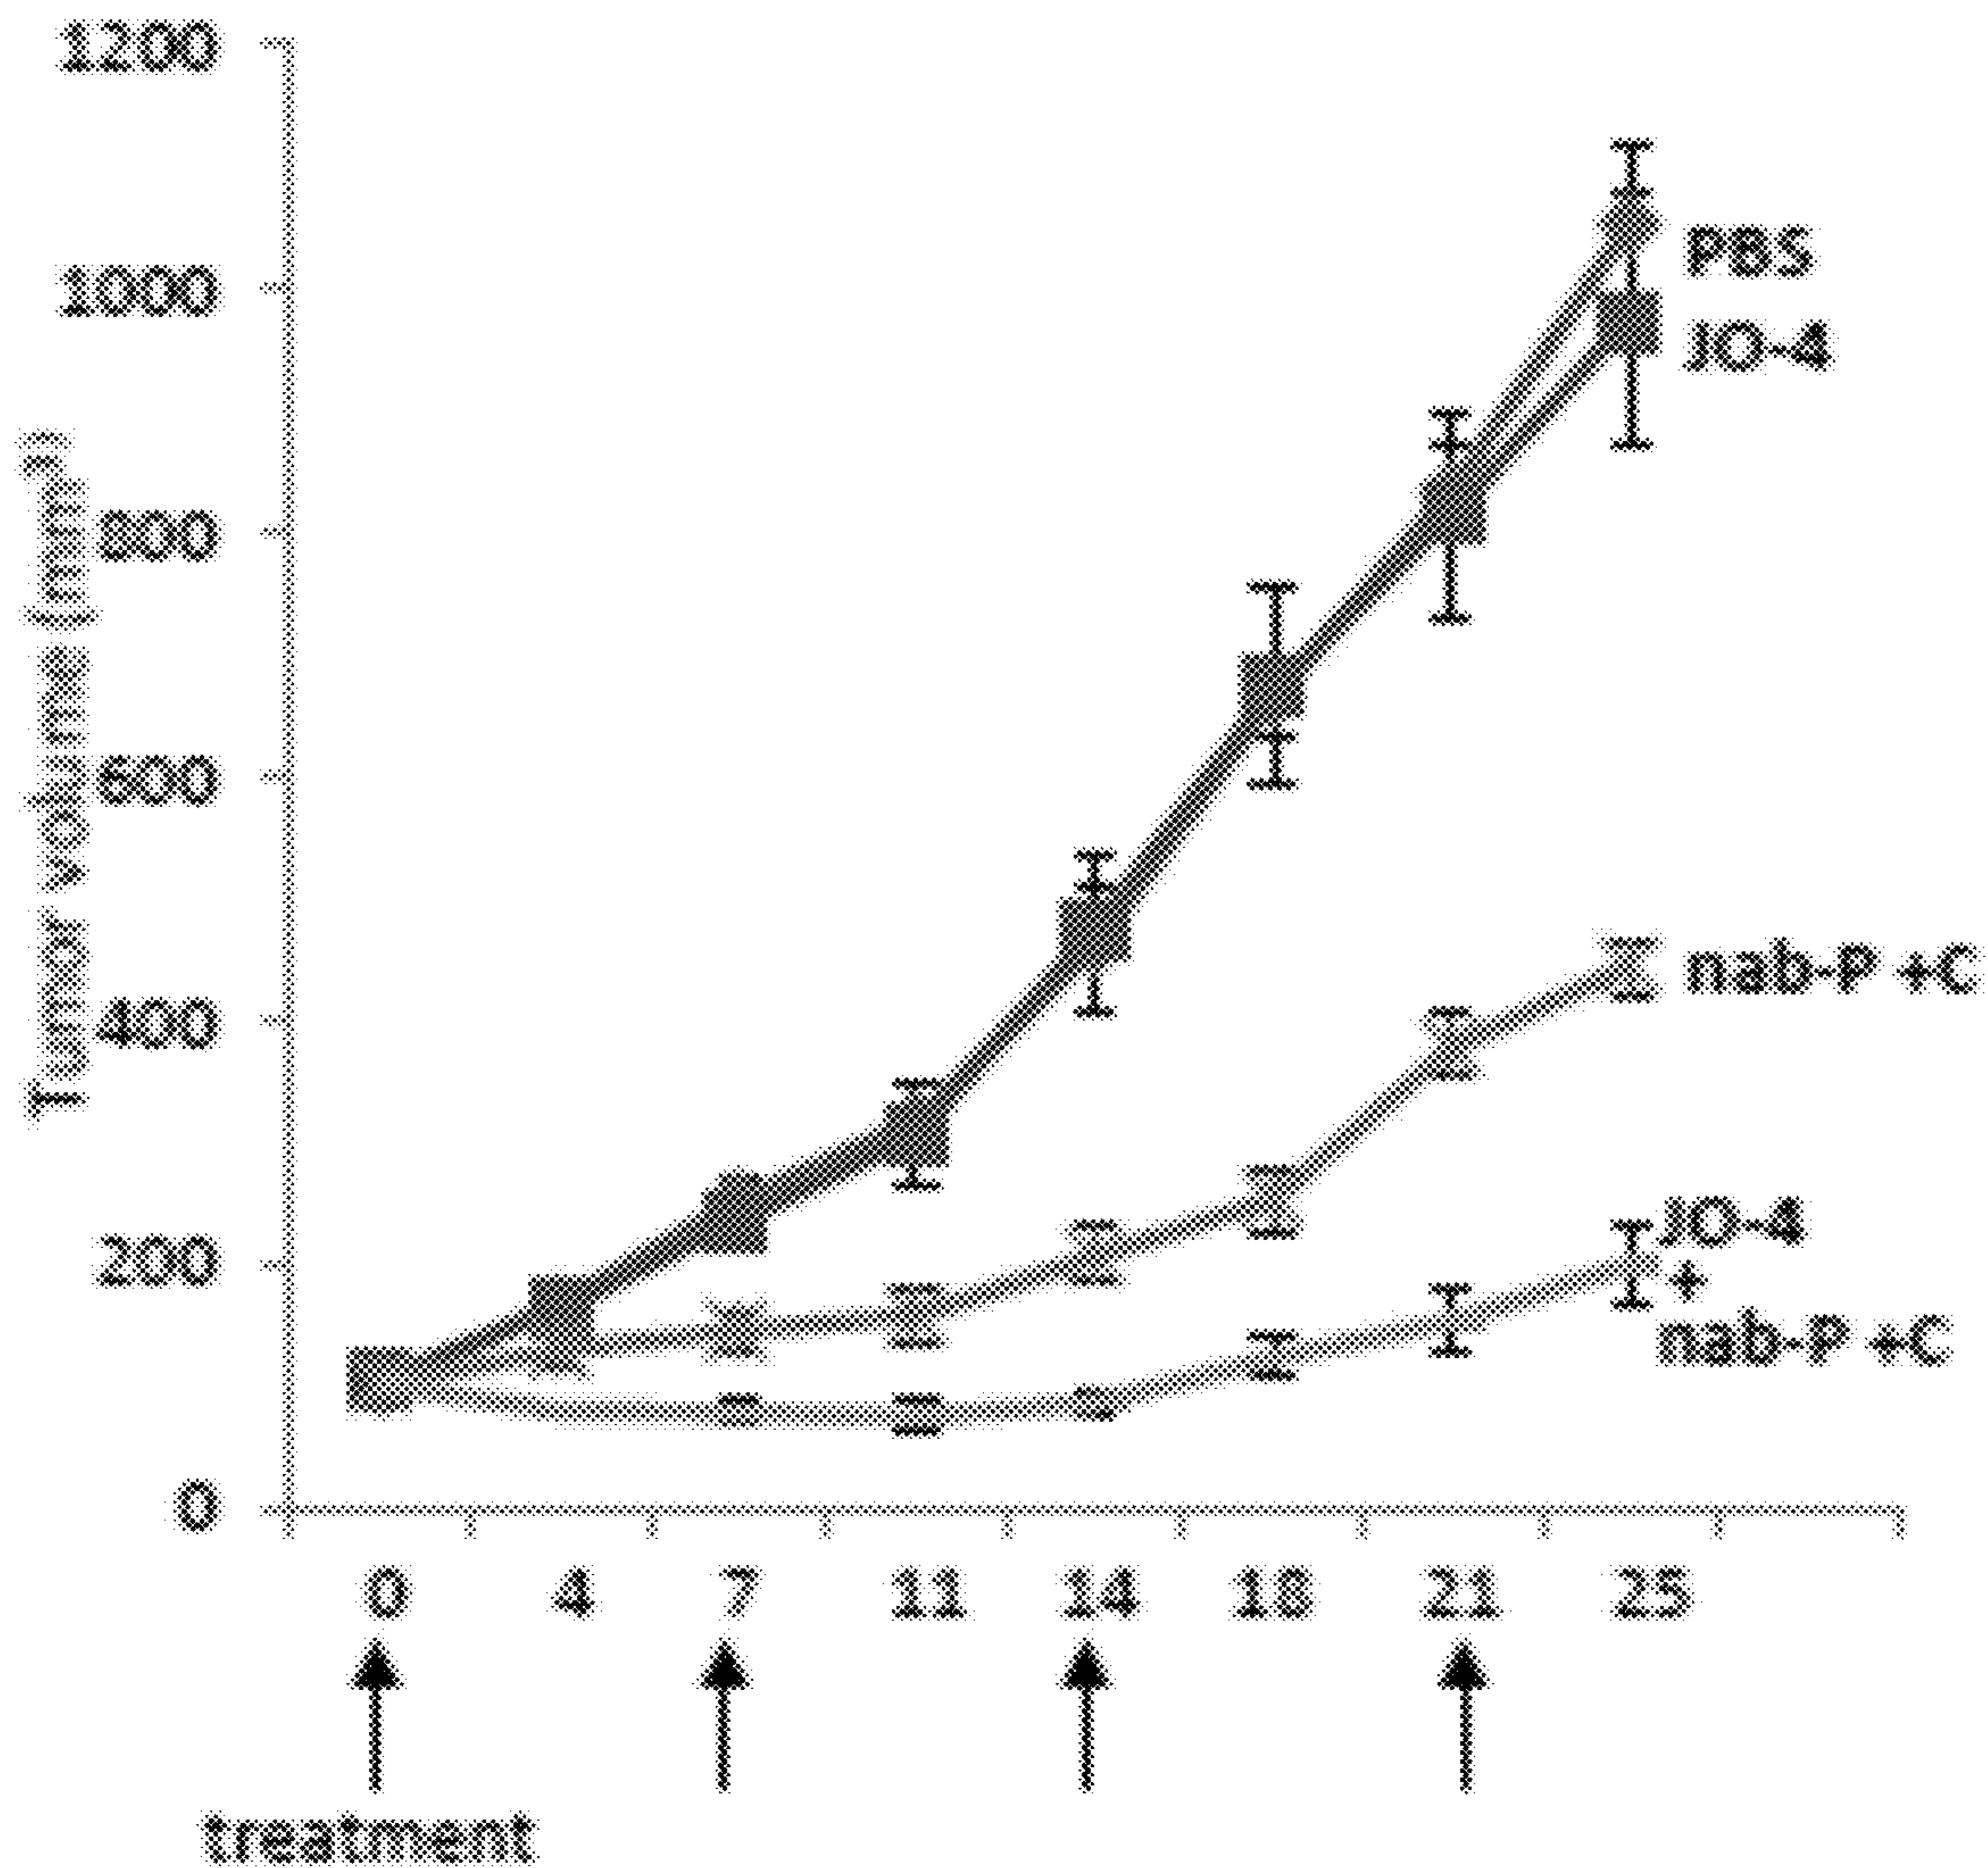 1200
1000
800
600
400
200
0
Tumor volume (mm³)
PBS
JO-4
nab-P +C
JO-4
+
nab-P +C
0 4 7 11 14 18 21 25
treatment